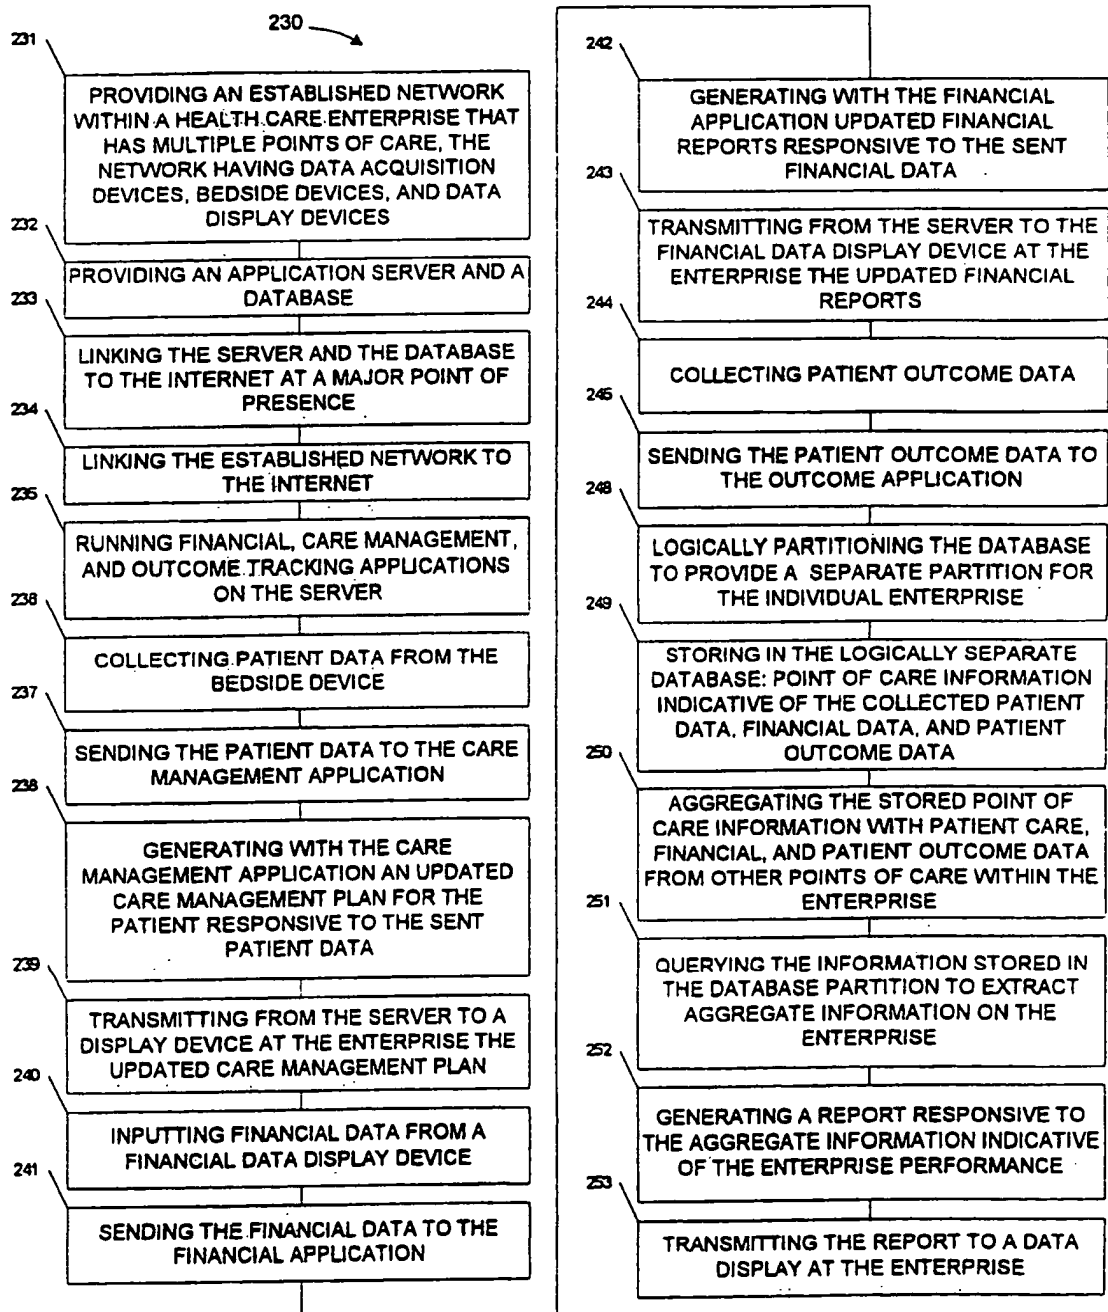 230
231
PROVIDING AN ESTABLISHED NETWORK
WITHIN A HEALTH CARE ENTERPRISE THAT
HAS MULTIPLE POINTS OF CARE, THE
NETWORK HAVING DATA ACQUISITION
DEVICES, BEDSIDE DEVICES, AND DATA
DISPLAY DEVICES
232
PROVIDING AN APPLICATION SERVER AND A
DATABASE
233
LINKING THE SERVER AND THE DATABASE
TO THE INTERNET AT A MAJOR POINT OF
PRESENCE
234
LINKING THE ESTABLISHED NETWORK TO
THE INTERNET
235
RUNNING FINANCIAL, CARE MANAGEMENT,
AND OUTCOME TRACKING APPLICATIONS
ON THE SERVER
238
COLLECTING PATIENT DATA FROM THE
BEDSIDE DEVICE
237
SENDING THE PATIENT DATA TO THE CARE
MANAGEMENT APPLICATION
238
GENERATING WITH THE CARE
MANAGEMENT APPLICATION AN UPDATED
CARE MANAGEMENT PLAN FOR THE
PATIENT RESPONSIVE TO THE SENT
PATIENT DATA
239
TRANSMITTING FROM THE SERVER TO A
DISPLAY DEVICE AT THE ENTERPRISE THE
UPDATED CARE MANAGEMENT PLAN
240
INPUTTING FINANCIAL DATA FROM A
FINANCIAL DATA DISPLAY DEVICE
241
SENDING THE FINANCIAL DATA TO THE
FINANCIAL APPLICATION
242
GENERATING WITH THE FINANCIAL
APPLICATION UPDATED FINANCIAL
REPORTS RESPONSIVE TO THE SENT
FINANCIAL DATA
243
TRANSMITTING FROM THE SERVER TO THE
FINANCIAL DATA DISPLAY DEVICE AT THE
ENTERPRISE THE UPDATED FINANCIAL
REPORTS
244
COLLECTING PATIENT OUTCOME DATA
245
SENDING THE PATIENT OUTCOME DATA TO
THE OUTCOME APPLICATION
248
LOGICALLY PARTITIONING THE DATABASE
TO PROVIDE A SEPARATE PARTITION FOR
THE INDIVIDUAL ENTERPRISE
249
STORING IN THE LOGICALLY SEPARATE
DATABASE: POINT OF CARE INFORMATION
INDICATIVE OF THE COLLECTED PATIENT
DATA, FINANCIAL DATA, AND PATIENT
OUTCOME DATA
250
AGGREGATING THE STORED POINT OF
CARE INFORMATION WITH PATIENT CARE,
FINANCIAL, AND PATIENT OUTCOME DATA
FROM OTHER POINTS OF CARE WITHIN THE
ENTERPRISE
251
QUERYING THE INFORMATION STORED IN
THE DATABASE PARTITION TO EXTRACT
AGGREGATE INFORMATION ON THE
ENTERPRISE
252
GENERATING A REPORT RESPONSIVE TO
THE AGGREGATE INFORMATION INDICATIVE
OF THE ENTERPRISE PERFORMANCE
253
TRANSMITTING THE REPORT TO A DATA
DISPLAY AT THE ENTERPRISE